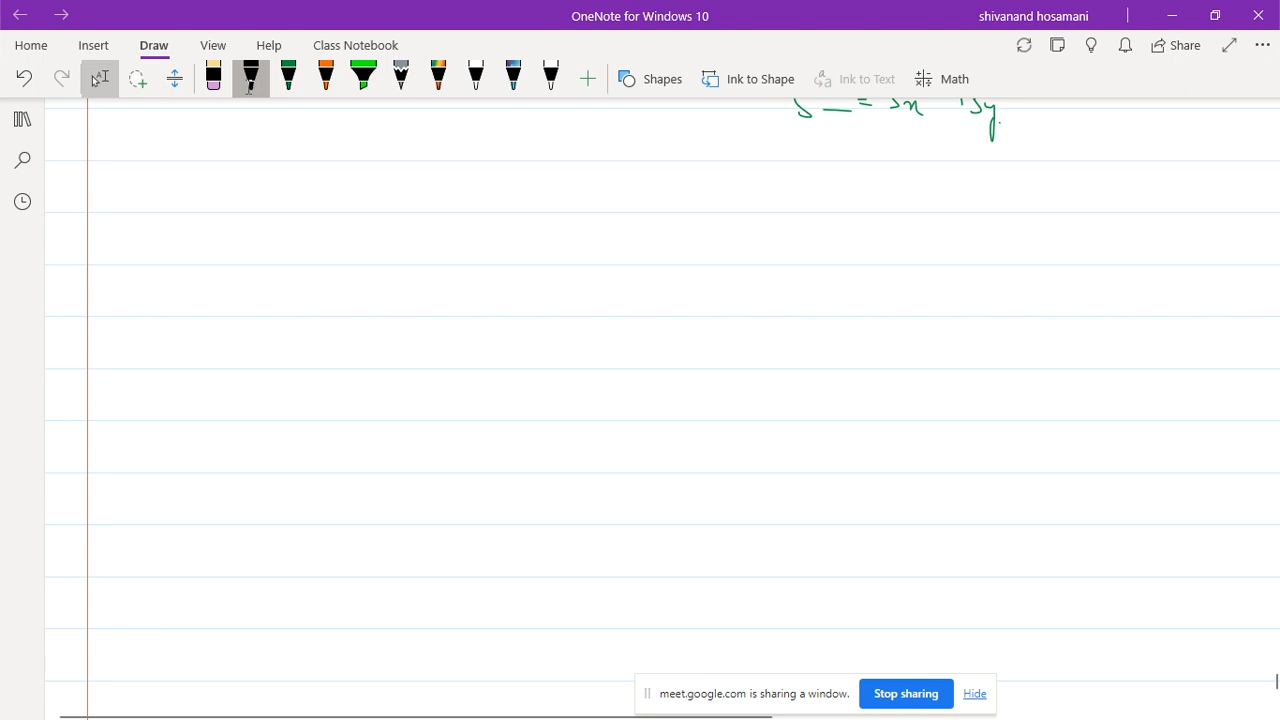 OneNote for Windows 10
shivanand hosamani
Home Insert Draw View Help Class Notebook
Share
Shapes Ink to Shape Ink to Text Math
meet.google.com is sharing a window. Stop sharing Hide